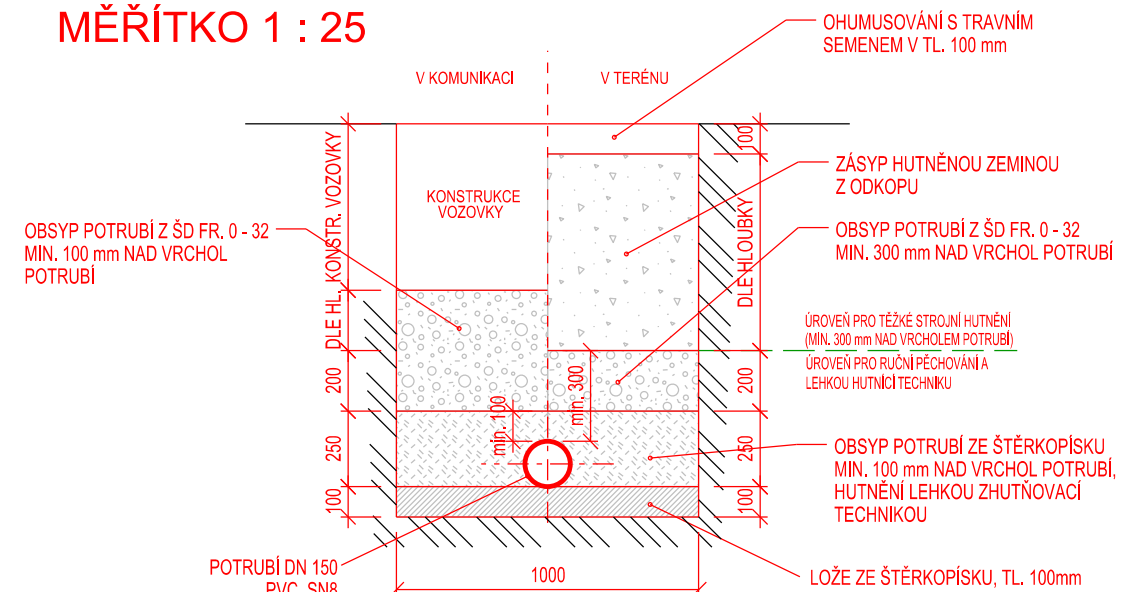 MĚŘÍTKO 1 : 25
OHUMUSOVÁNÍ S TRAVNÍM
SEMENEM V TL. 100 mm
V KOMUNIKACI
V TERÉNU
DLE HL. KONSTR. VOZOVKY
100
KONSTRUKCE
VOZOVKY
ZÁSYP HUTNĚNOU ZEMINOU
Z ODKOPU
DLE HLOUBKY
OBSYP POTRUBÍ Z ŠD FR. 0 - 32
MIN. 100 mm NAD VRCHOL
POTRUBÍ
OBSYP POTRUBÍ Z ŠD FR. 0 - 32
MIN. 300 mm NAD VRCHOL POTRUBÍ
ÚROVEŇ PRO TĚŽKÉ STROJNÍ HUTNĚNÍ
(MIN. 300 mm NAD VRCHOLEM POTRUBÍ)
ÚROVEŇ PRO RUČNÍ PĚCHOVÁNÍ A
LEHKOU HUTNÍCÍ TECHNIKU
200
min. 100
min. 300
200
250
250
OBSYP POTRUBÍ ZE ŠTĚRKOPÍSKU
MIN. 100 mm NAD VRCHOL POTRUBÍ,
HUTNĚNÍ LEHKOU ZHUTŇOVACÍ
TECHNIKOU
100
100
POTRUBÍ DN 150
PVC, SN8
1000
LOŽE ZE ŠTĚRKOPÍSKU, TL. 100mm